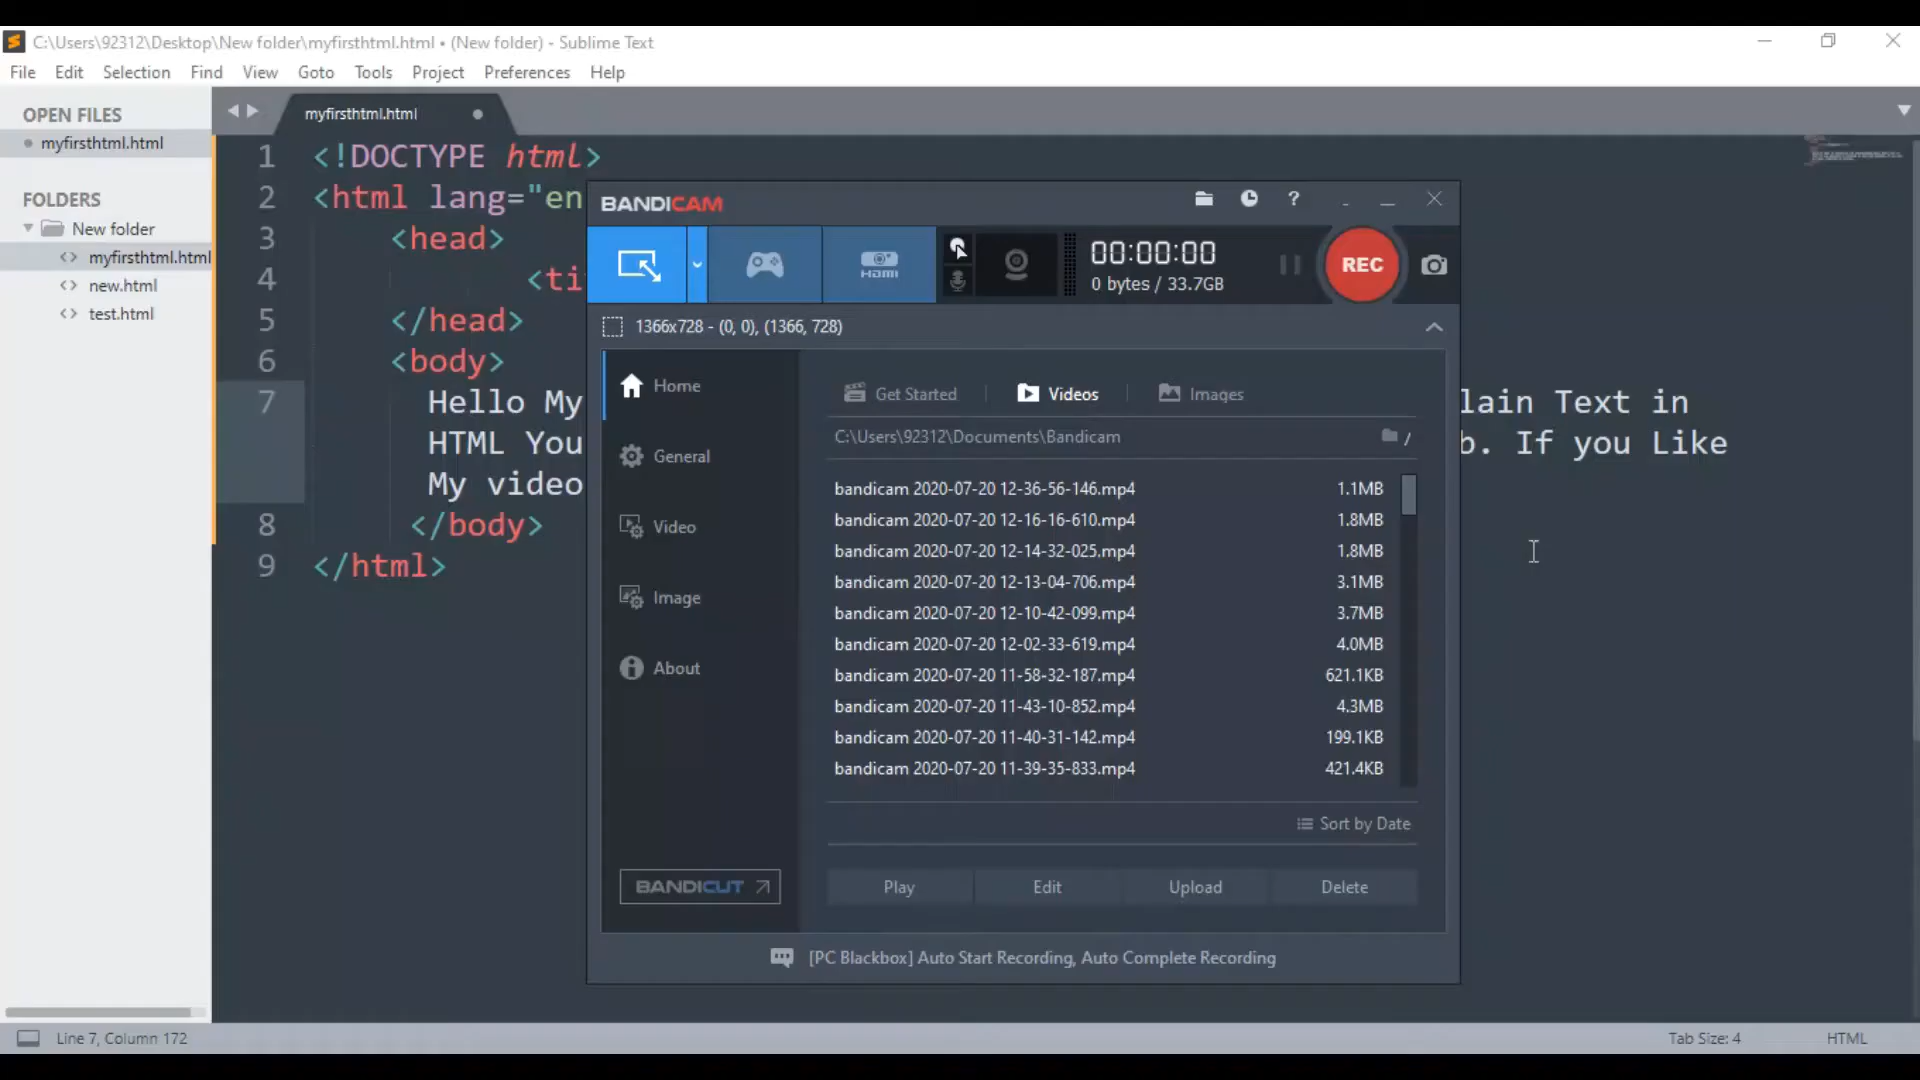 C:\Users\92312\Desktop\New folder\myfirsthtml.html • (New folder) - Sublime Text
File Edit Selection Find View Goto Tools Project Preferences Help
OPEN FILES
myfirsthtml.html
FOLDERS
New folder
myfirsthtml.html
new.html
test.html
myfirsthtml.html
1 <!DOCTYPE html>
2 <html lang="en
3 <head>
4 <ti
5 </head>
6 <body>
7 Hello My lain Text in
HTML You b. If you Like
My video
8 </body>
9 </html>
BANDICAM
HDMI
00:00:00
0 bytes / 33.7GB
REC
1366x728 - (0, 0), (1366, 728)
Home
General
Video
Image
About
BANDICUT
Get Started Videos Images
C:\Users\92312\Documents\Bandicam
bandicam 2020-07-20 12-36-56-146.mp4 1.1MB
bandicam 2020-07-20 12-16-16-610.mp4 1.8MB
bandicam 2020-07-20 12-14-32-025.mp4 1.8MB
bandicam 2020-07-20 12-13-04-706.mp4 3.1MB
bandicam 2020-07-20 12-10-42-099.mp4 3.7MB
bandicam 2020-07-20 12-02-33-619.mp4 4.0MB
bandicam 2020-07-20 11-58-32-187.mp4 621.1KB
bandicam 2020-07-20 11-43-10-852.mp4 4.3MB
bandicam 2020-07-20 11-40-31-142.mp4 199.1KB
bandicam 2020-07-20 11-39-35-833.mp4 421.4KB
Sort by Date
Play Edit Upload Delete
[PC Blackbox] Auto Start Recording, Auto Complete Recording
Line 7, Column 172
Tab Size: 4
HTML